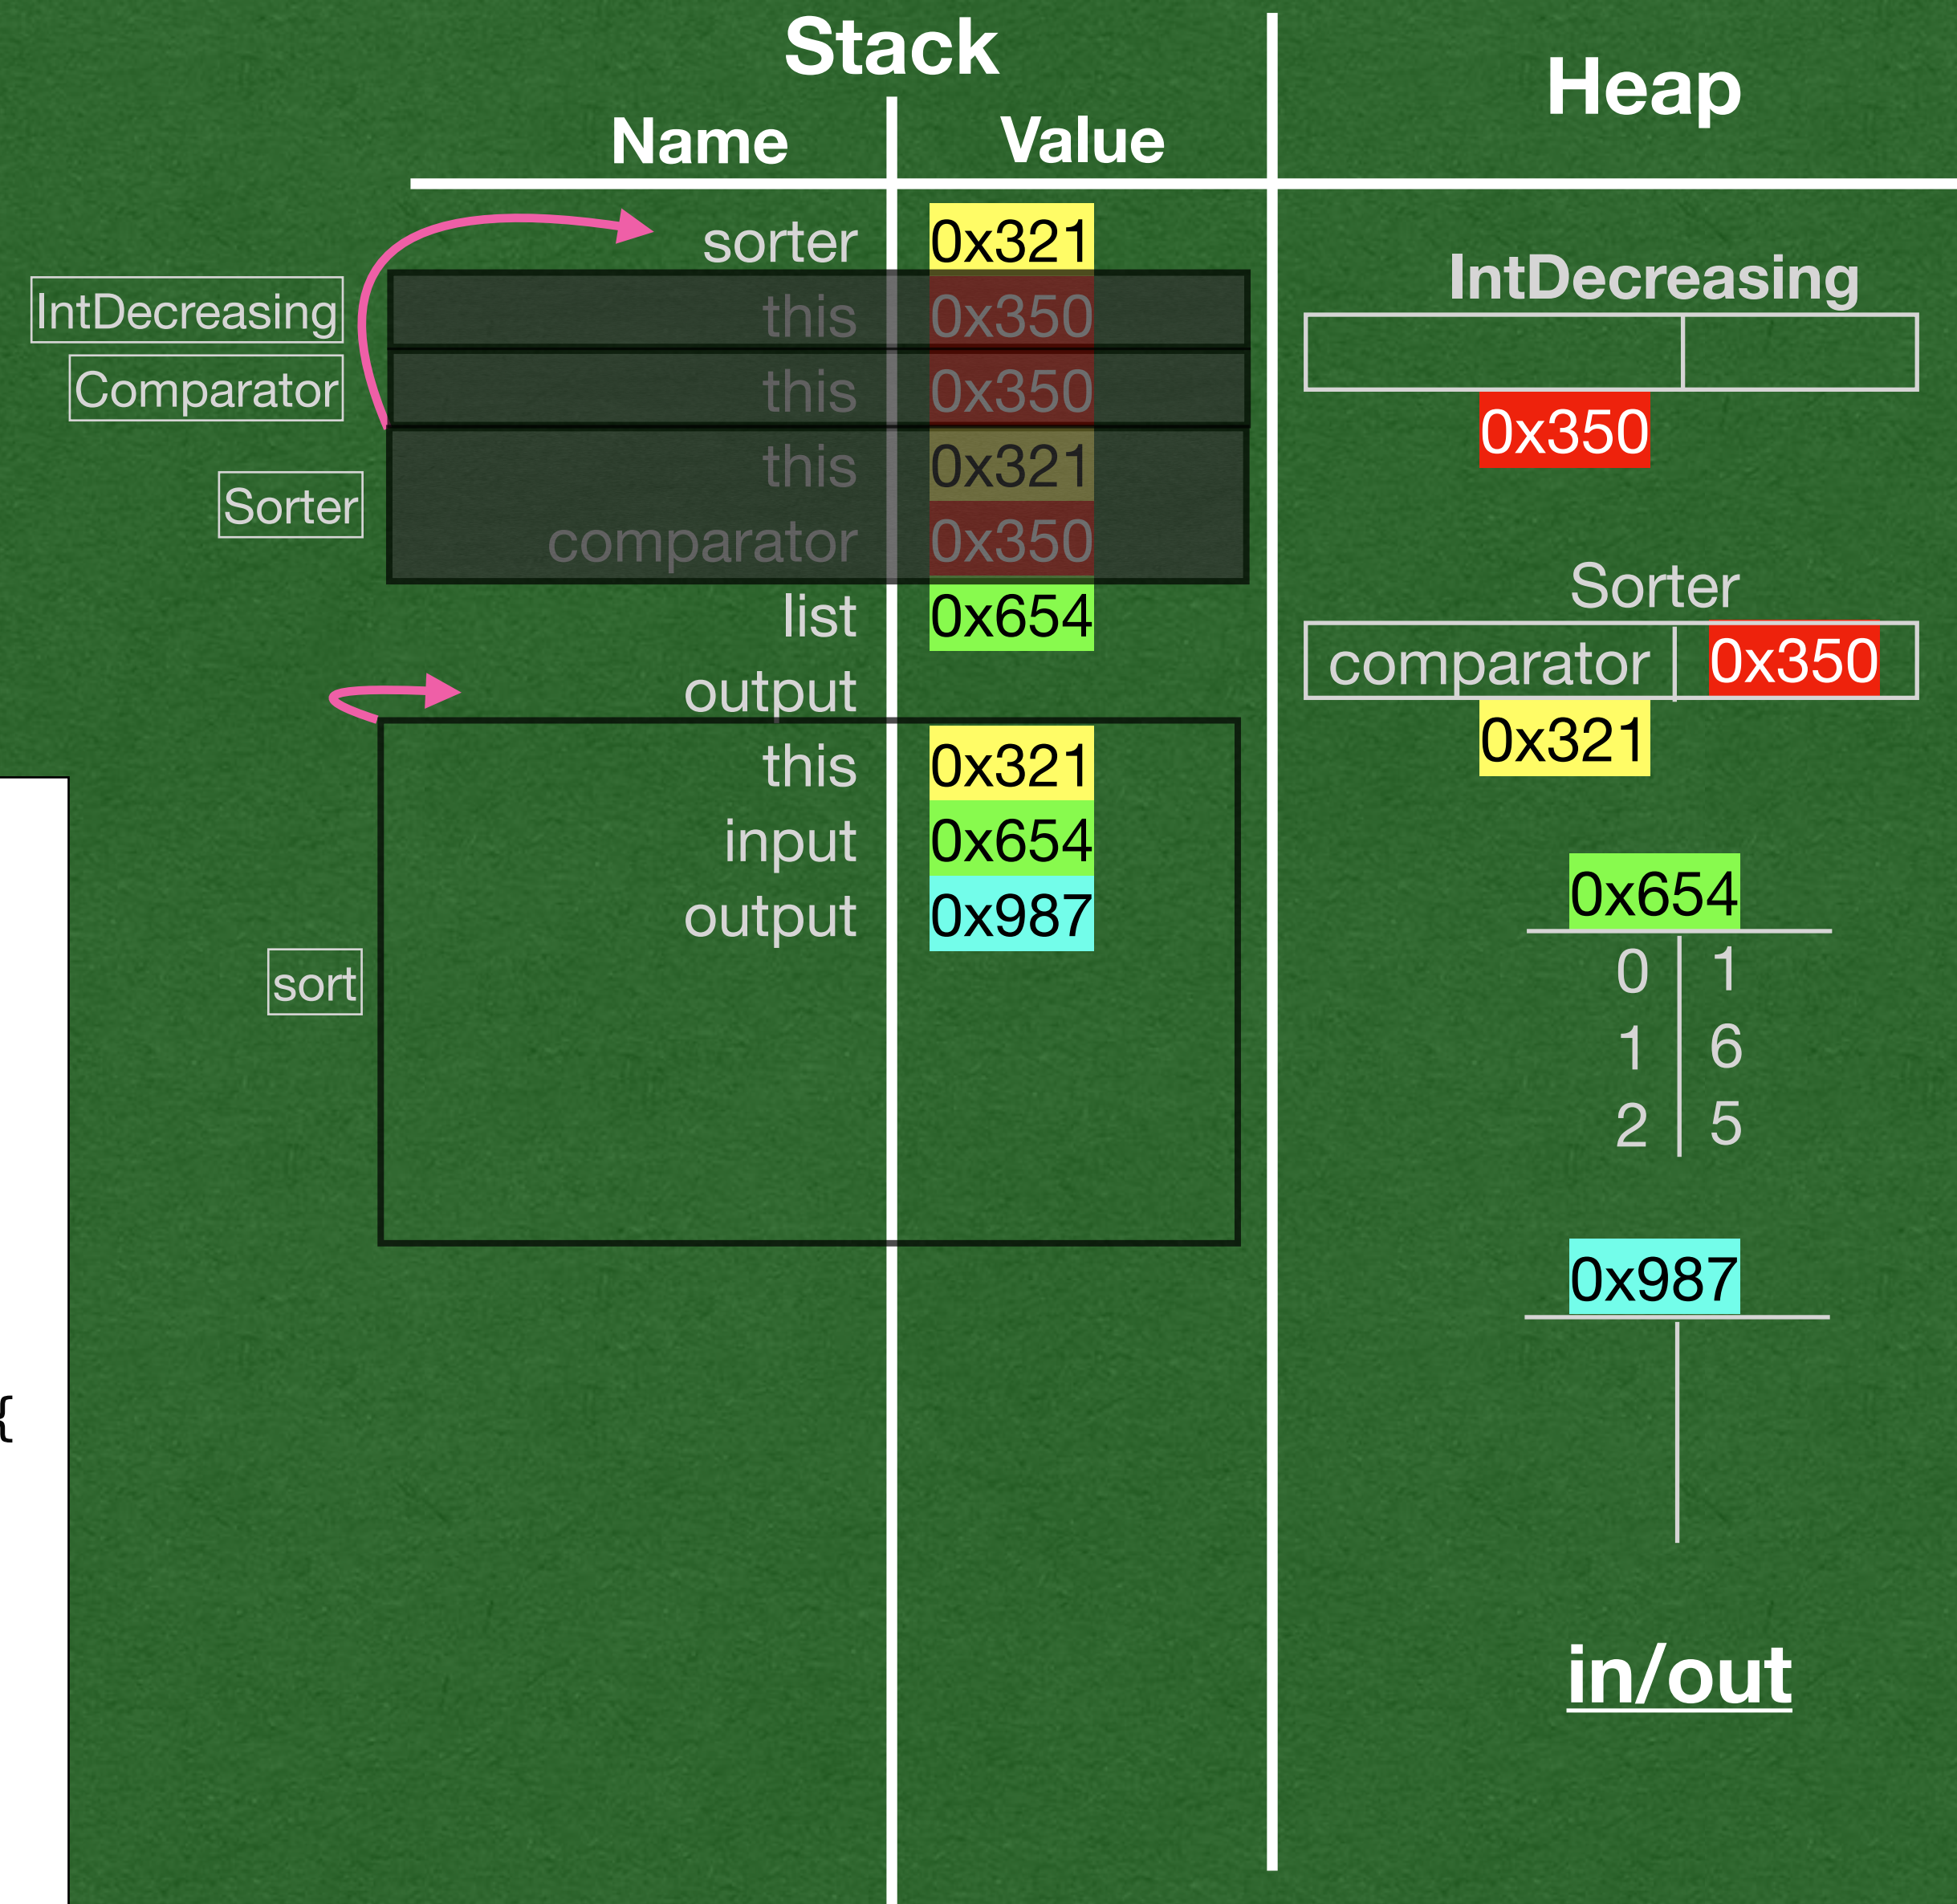 Stack
Heap
Name Value
sorter 0x321
IntDecreasing
IntDecreasing this 0x350
Comparator this 0x350
0x350
this 0x321
Sorter
comparator 0x350
Sorter
list 0x654
comparator 0x350
output
0x321
this 0x321
input 0x654
0x654
output 0x987
0 1
sort
1 6
2 5
0x987
{
in/out